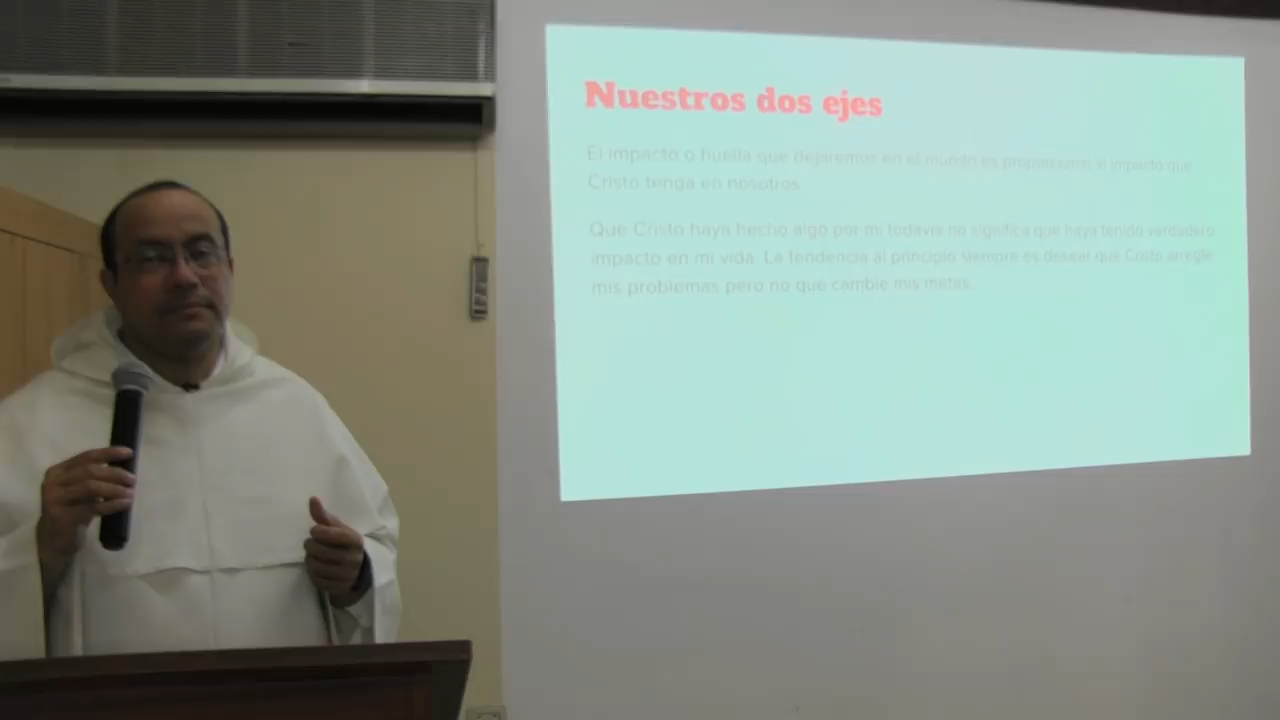 Nuestros dos ejes
El impacto o huella que dejaremos en el mundo es proporcional al impacto que
Cristo tenga en nosotros.
Que Cristo haya hecho algo por mí todavía no significa que haya tenido verdadero
impacto en mi vida. La tendencia al principio siempre es desear que Cristo arregle
mis problemas pero no que cambie mis metas.